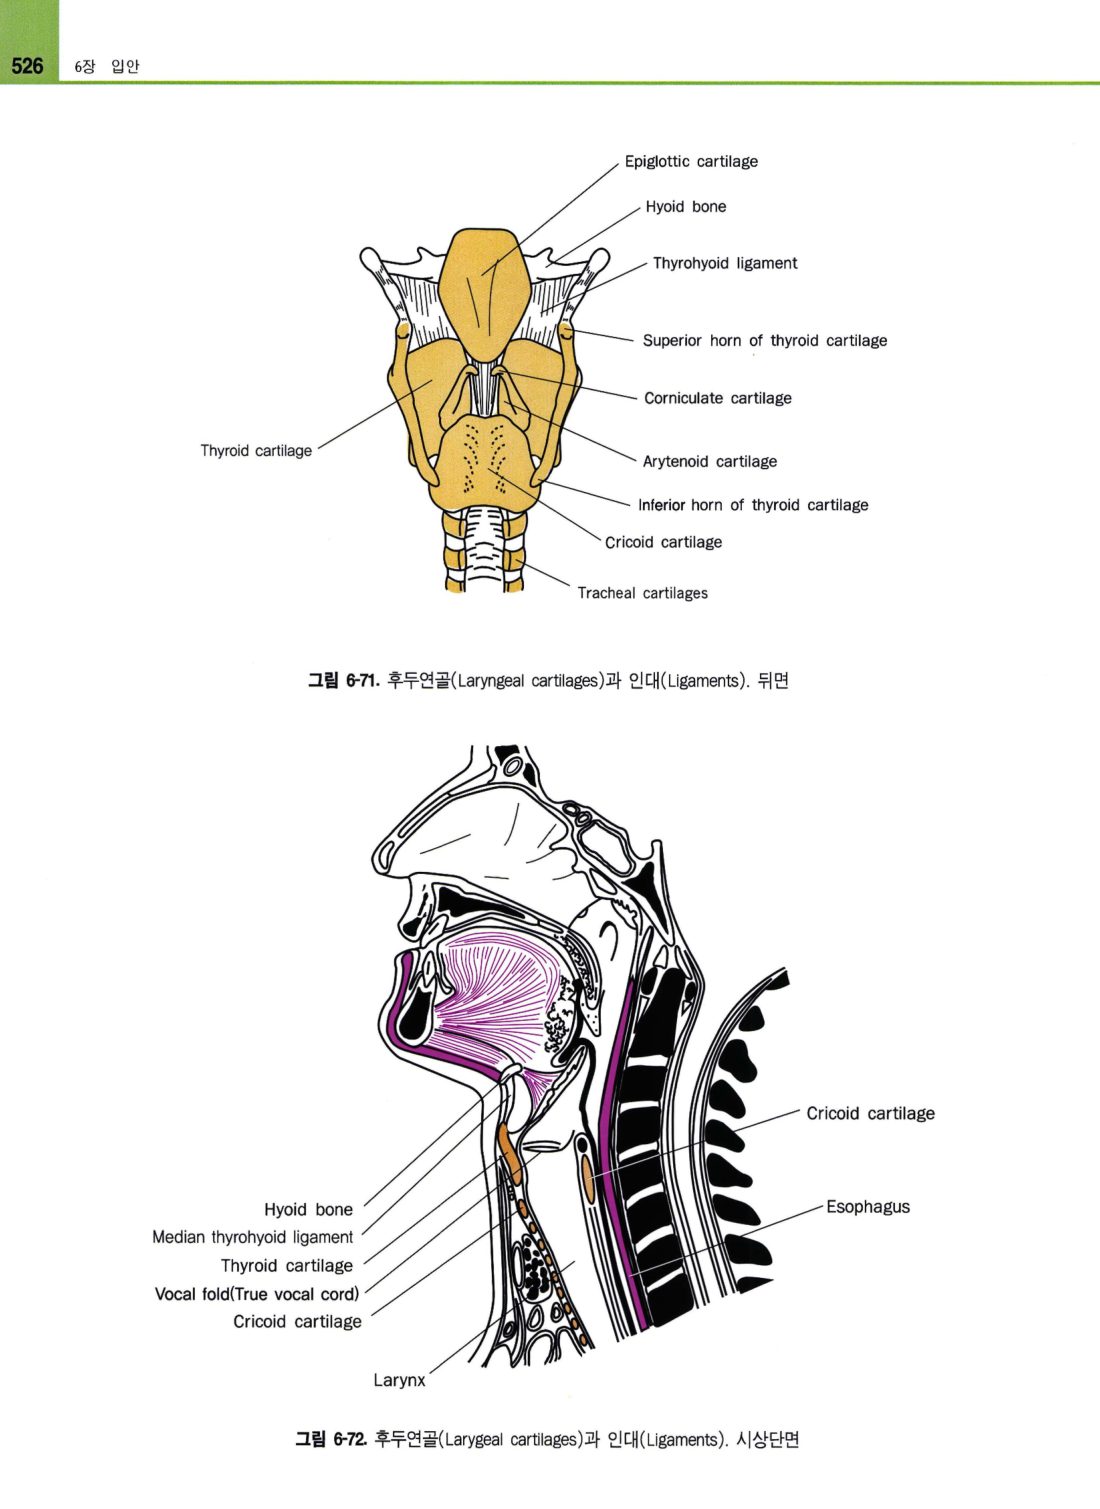 526 6장 입안
Epiglottic cartilage
Hyoid bone
Thyrohyoid ligament
Superior horn of thyroid cartilage
Corniculate cartilage
Thyroid cartilage
Arytenoid cartilage
Inferior horn of thyroid cartilage
Cricoid cartilage
Tracheal cartilages
그림 6-71. 후두연골(Laryngeal cartilages)과 인대(Ligaments). 뒤면
Cricoid cartilage
Esophagus
Hyoid bone
Median thyrohyoid ligament
Thyroid cartilage
Vocal fold(True vocal cord)
Cricoid cartilage
Larynx
그림 6-72. 후두연골(Larygeal cartilages)과 인대(Ligaments). 시상단면